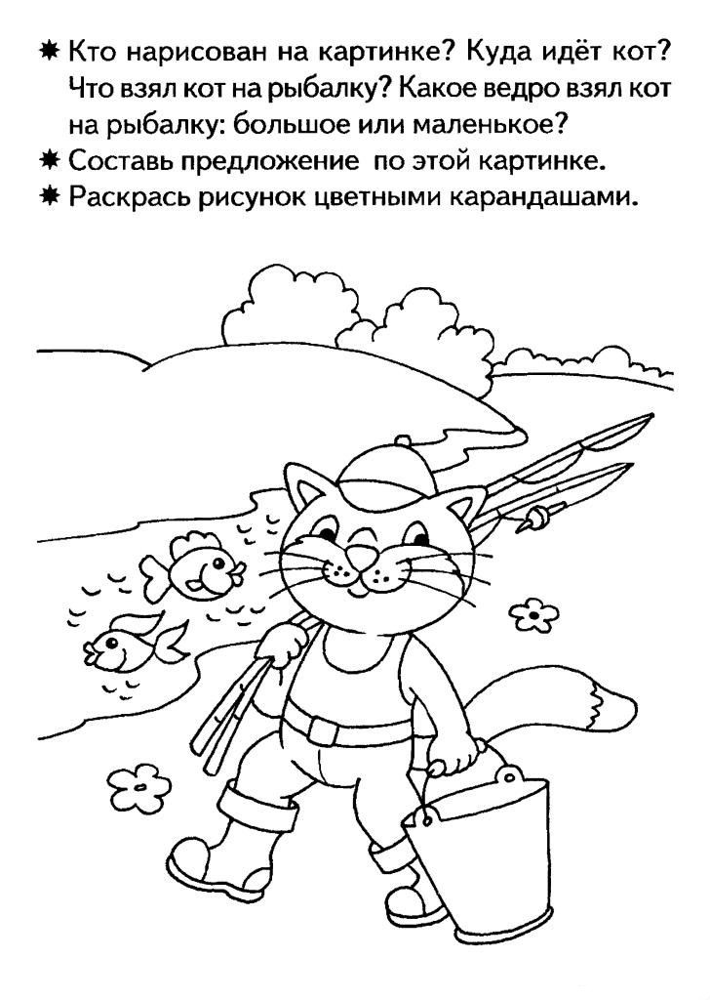 ✷ Кто нарисован на картинке? Куда идёт кот?
Что взял кот на рыбалку? Какое ведро взял кот
на рыбалку: большое или маленькое?
✷ Составь предложение по этой картинке.
✷ Раскрась рисунок цветными карандашами.